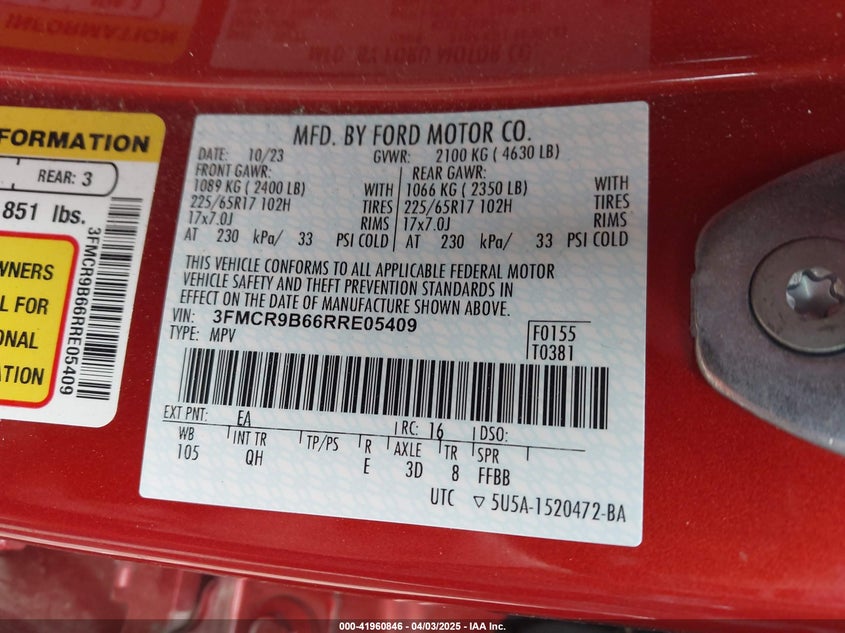 INFORMATION
MFD. BY FORD MOTOR CO.
FORMATION
REAR: 3
851 lbs.
3FMCR9B66RRE05409
WNERS
L FOR
ONAL
ATION
MFD. BY FORD MOTOR CO.
DATE: 10/23 GVWR: 2100 KG ( 4630 LB)
FRONT GAWR: REAR GAWR:
1089 KG ( 2400 LB) WITH 1066 KG ( 2350 LB) WITH
225/65R17 102H TIRES 225/65R17 102H TIRES
17x7.0J RIMS 17x7.0J RIMS
AT 230 kPa/ 33 PSI COLD AT 230 kPa/ 33 PSI COLD
THIS VEHICLE CONFORMS TO ALL APPLICABLE FEDERAL MOTOR
VEHICLE SAFETY AND THEFT PREVENTION STANDARDS IN
EFFECT ON THE DATE OF MANUFACTURE SHOWN ABOVE.
VIN: 3FMCR9B66RRE05409
TYPE: MPV
F0155
T0381
EXT PNT: EA RC: 16 DSO:
WB INT TR TP/PS R AXLE TR SPR
105 QH E 3D 8 FFBB
UTC ▽ 5U5A-1520472-BA
000-41960846 - 04/03/2025 - IAA Inc.